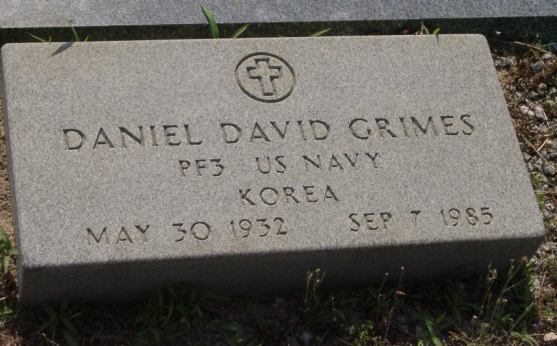 DANIEL DAVID GRIMES
PF3 US NAVY
KOREA
MAY 30 1932 SEP 7 1985